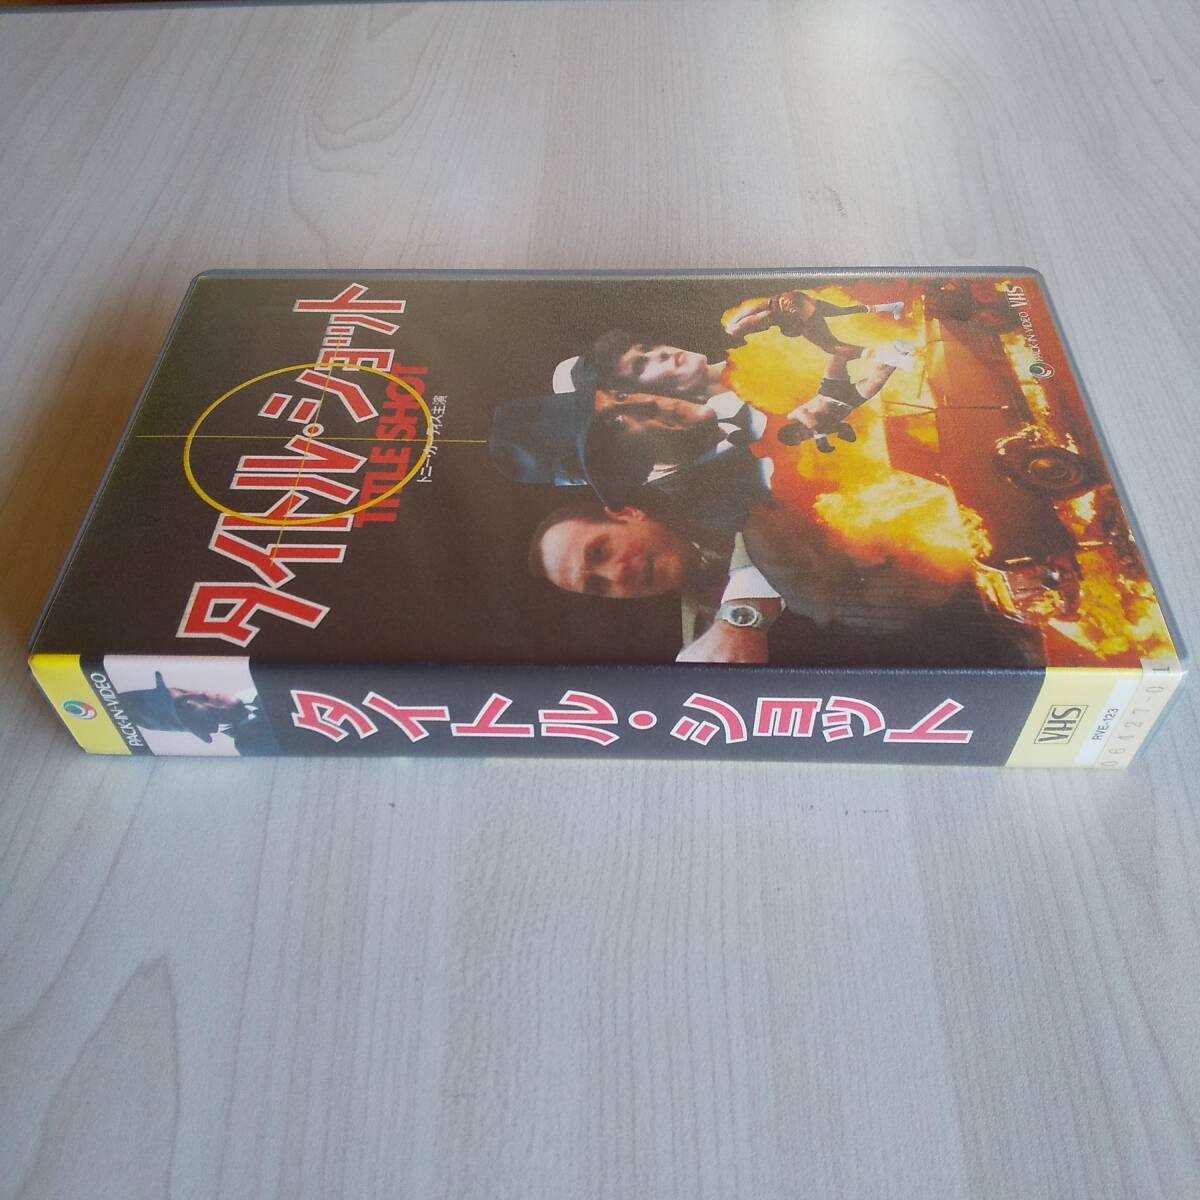 タイトル・ショット
TITLE SHOT
トニー・カーティス主演
PACK-IN-VIDEO VHS
PACK-IN-VIDEO
タイトル・ショット
VHS
RVE-123
06427-01